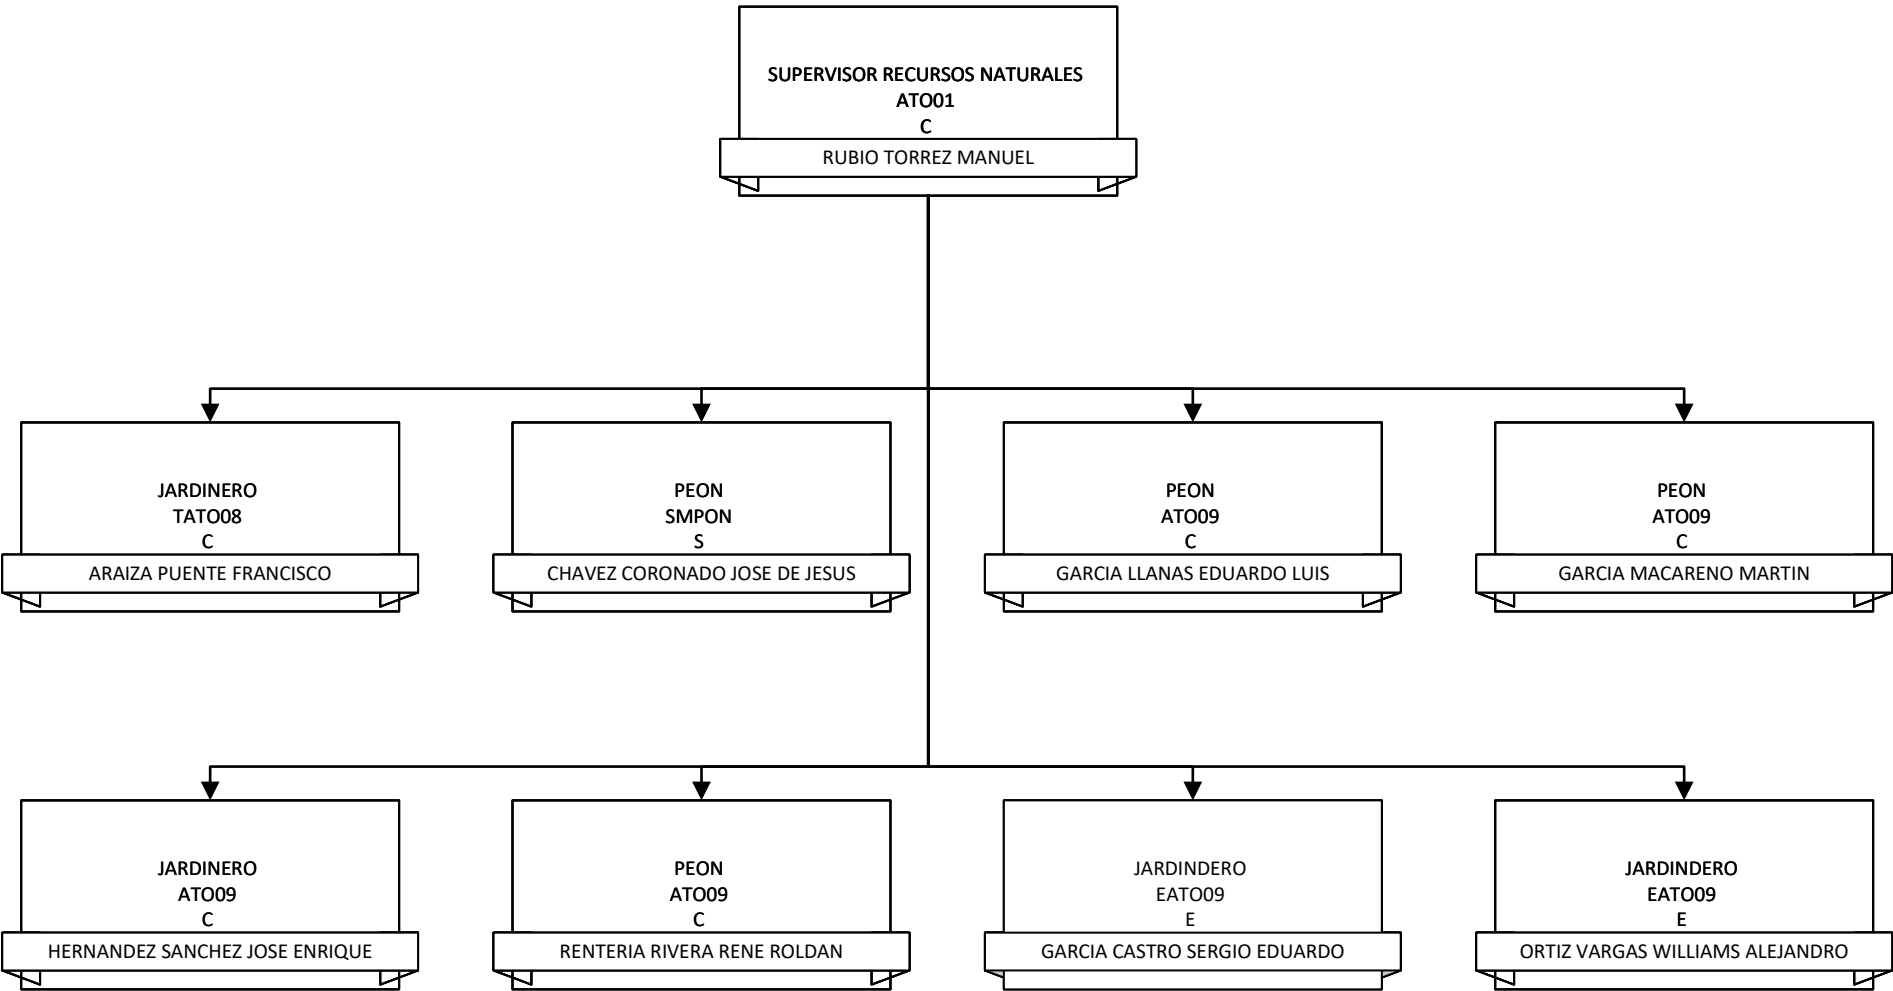 SUPERVISOR RECURSOS NATURALES
ATO01
C
RUBIO TORREZ MANUEL
JARDINERO
TATO08
C
ARAIZA PUENTE FRANCISCO
PEON
SMPON
S
CHAVEZ CORONADO JOSE DE JESUS
PEON
ATO09
C
GARCIA LLANAS EDUARDO LUIS
PEON
ATO09
C
GARCIA MACARENO MARTIN
JARDINERO
ATO09
C
HERNANDEZ SANCHEZ JOSE ENRIQUE
PEON
ATO09
C
RENTERIA RIVERA RENE ROLDAN
JARDINDERO
EATO09
E
GARCIA CASTRO SERGIO EDUARDO
JARDINDERO
EATO09
E
ORTIZ VARGAS WILLIAMS ALEJANDRO